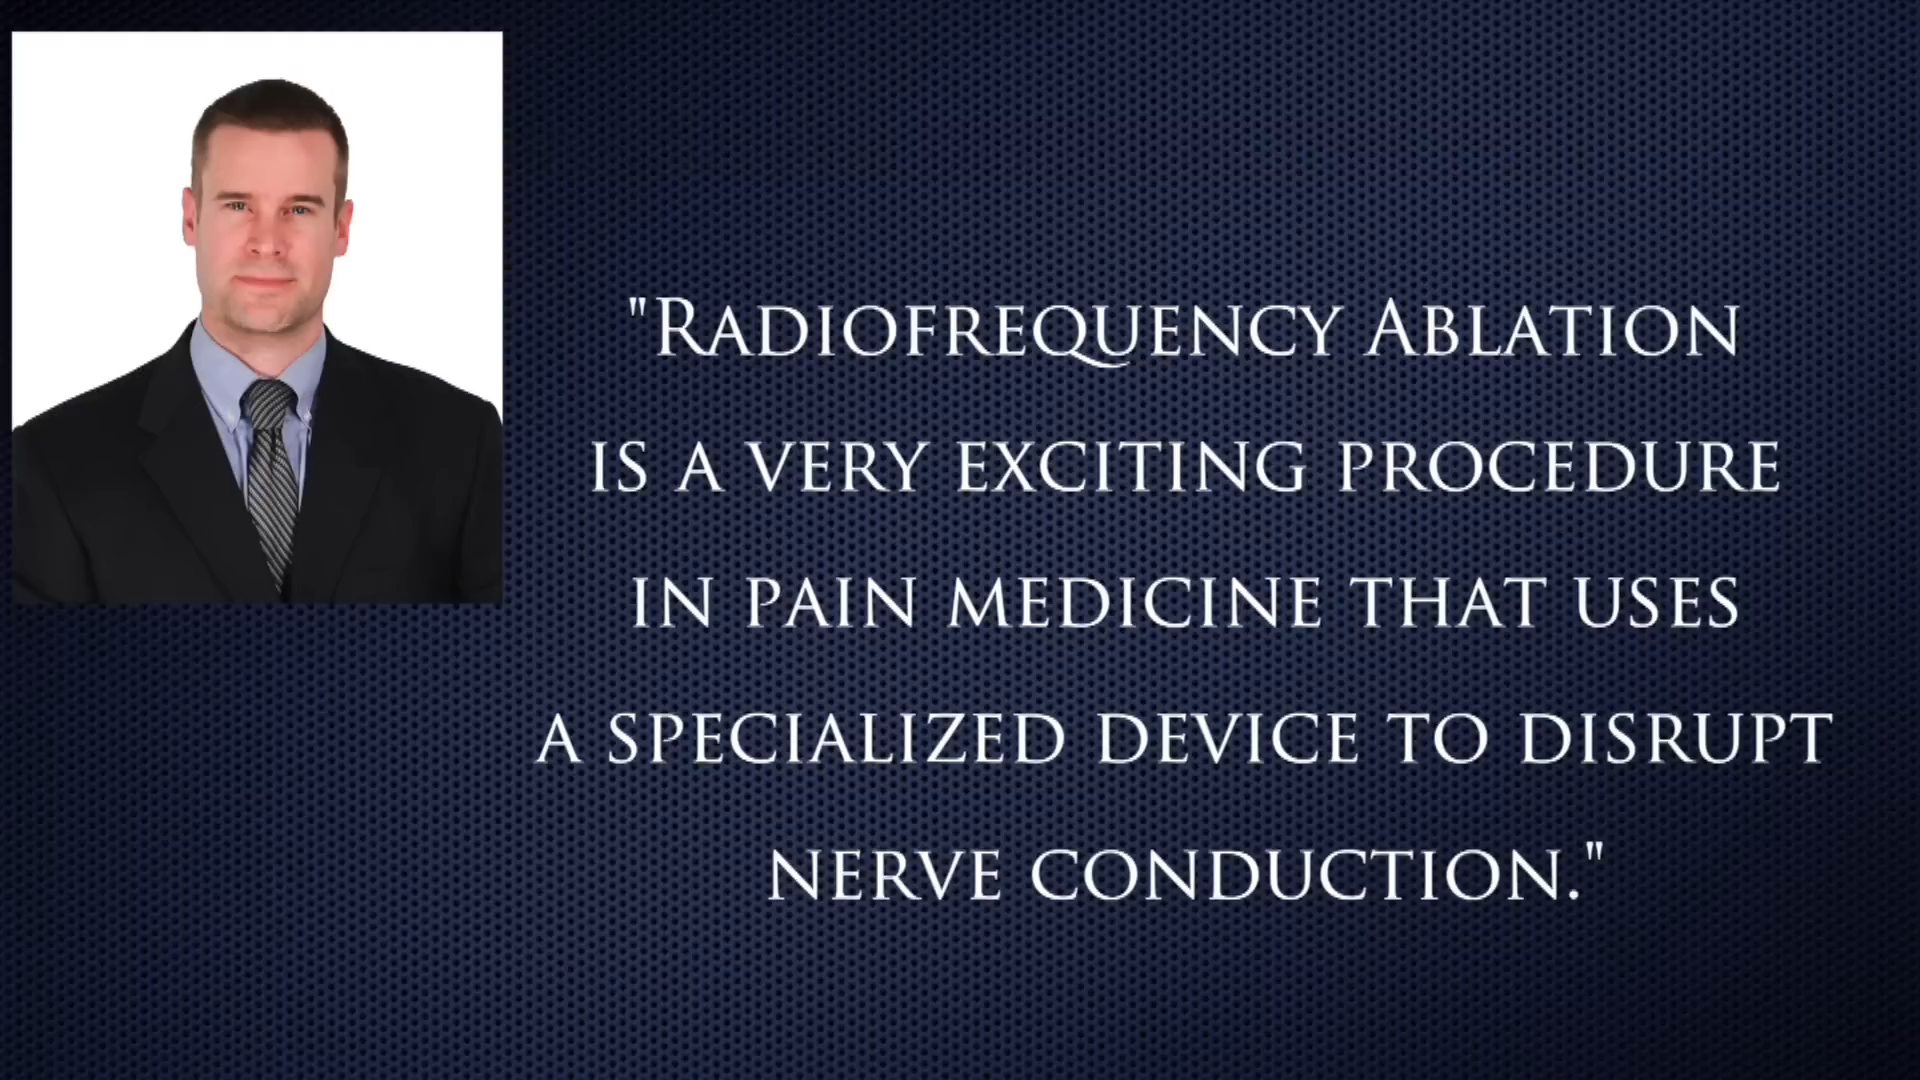 "Radiofrequency Ablation
is a very exciting procedure
in pain medicine that uses
a specialized device to disrupt
nerve conduction."